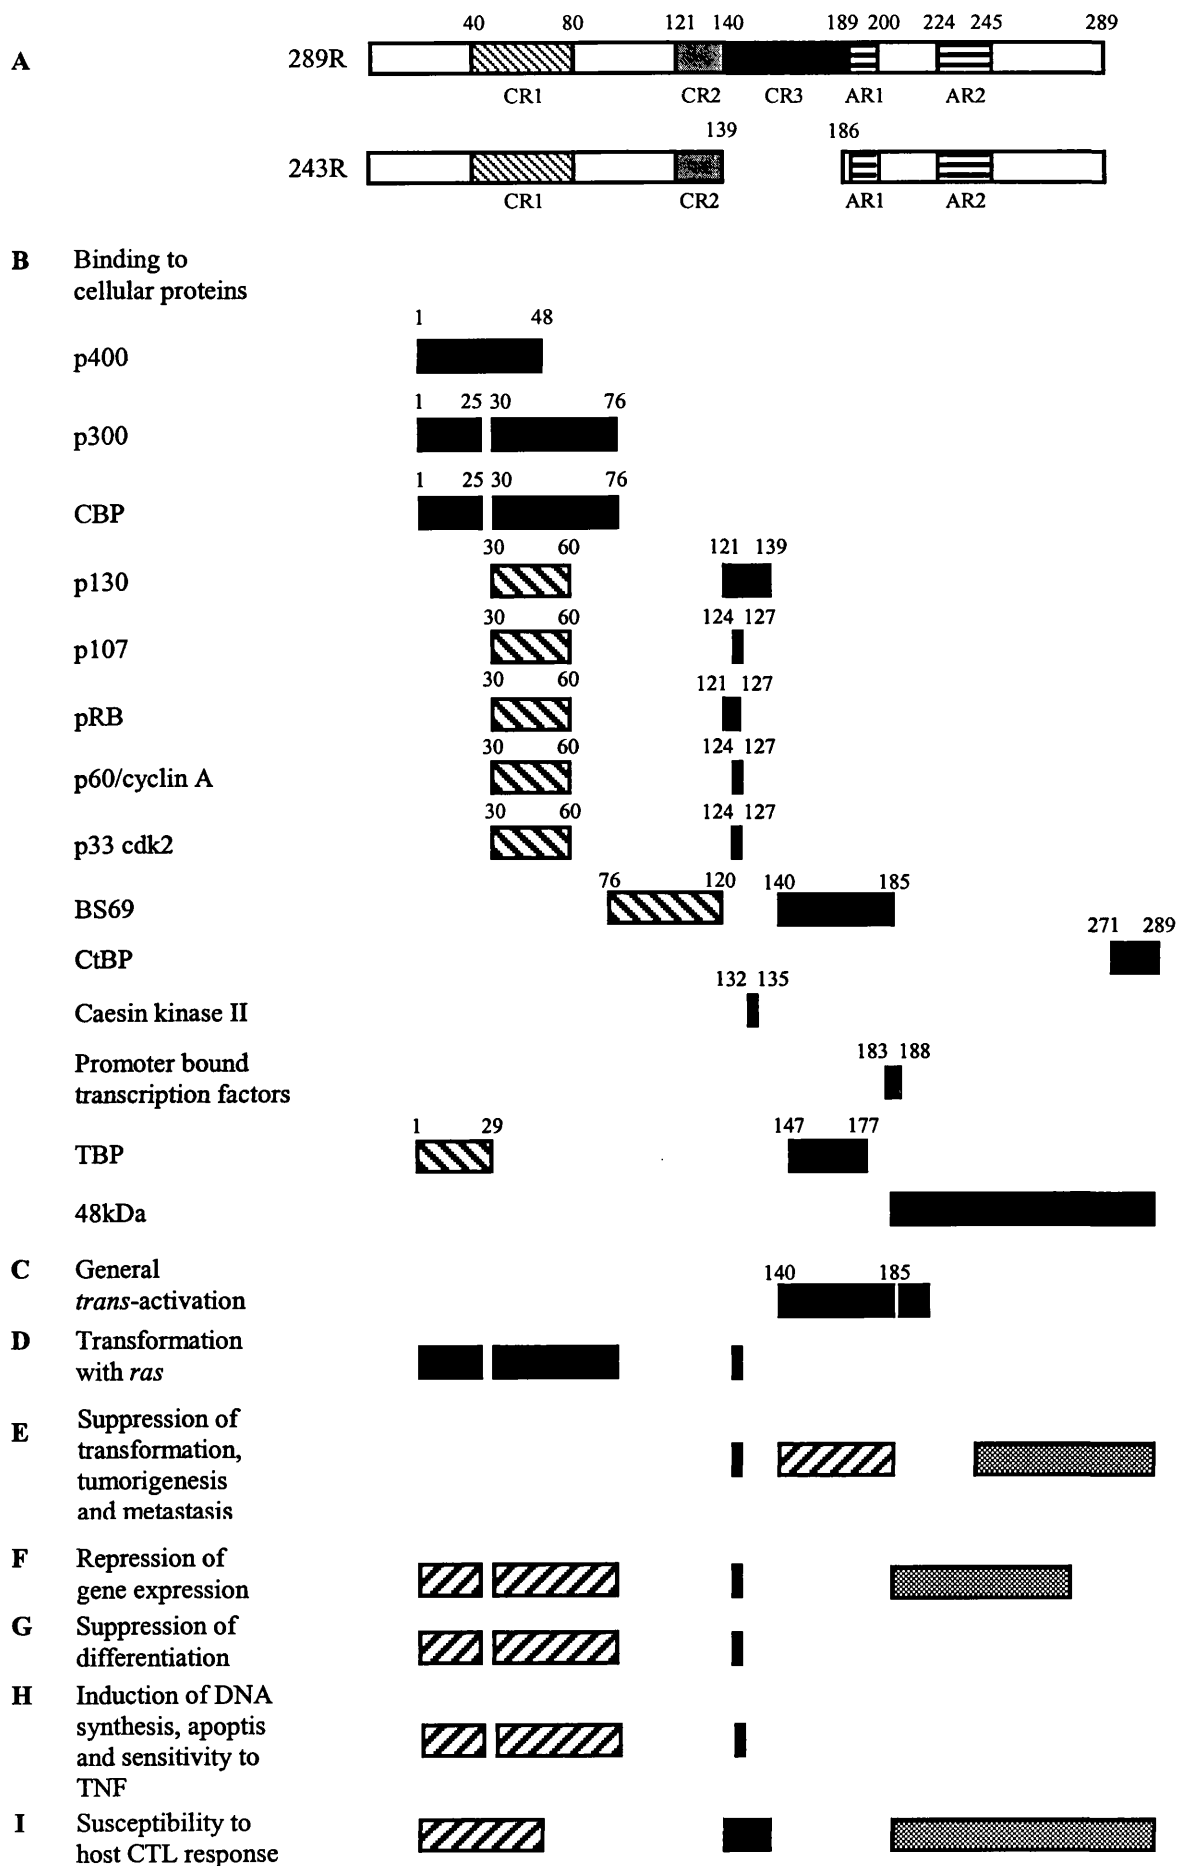 40 80 121 140 189 200 224 245 289
A 289R
CR1 CR2 CR3 AR1 AR2
139 186
243R
CR1 CR2 AR1 AR2
B Binding to
cellular proteins
1 48
p400
1 25 30 76
p300
1 25 30 76
CBP
30 60 121 139
p130
30 60 124 127
p107
30 60 121 127
pRB
30 60 124 127
p60/cyclin A
30 60 124 127
p33 cdk2
76 120 140 185
BS69
271 289
CtBP
132 135
Caesin kinase II
183 188
Promoter bound
transcription factors
1 29 147 177
TBP
48kDa
C General
140 185
trans-activation
D Transformation
with ras
E Suppression of
transformation,
tumorigenesis
and metastasis
F Repression of
gene expression
G Suppression of
differentiation
H Induction of DNA
synthesis, apoptis
and sensitivity to
TNF
I Susceptibility to
host CTL response